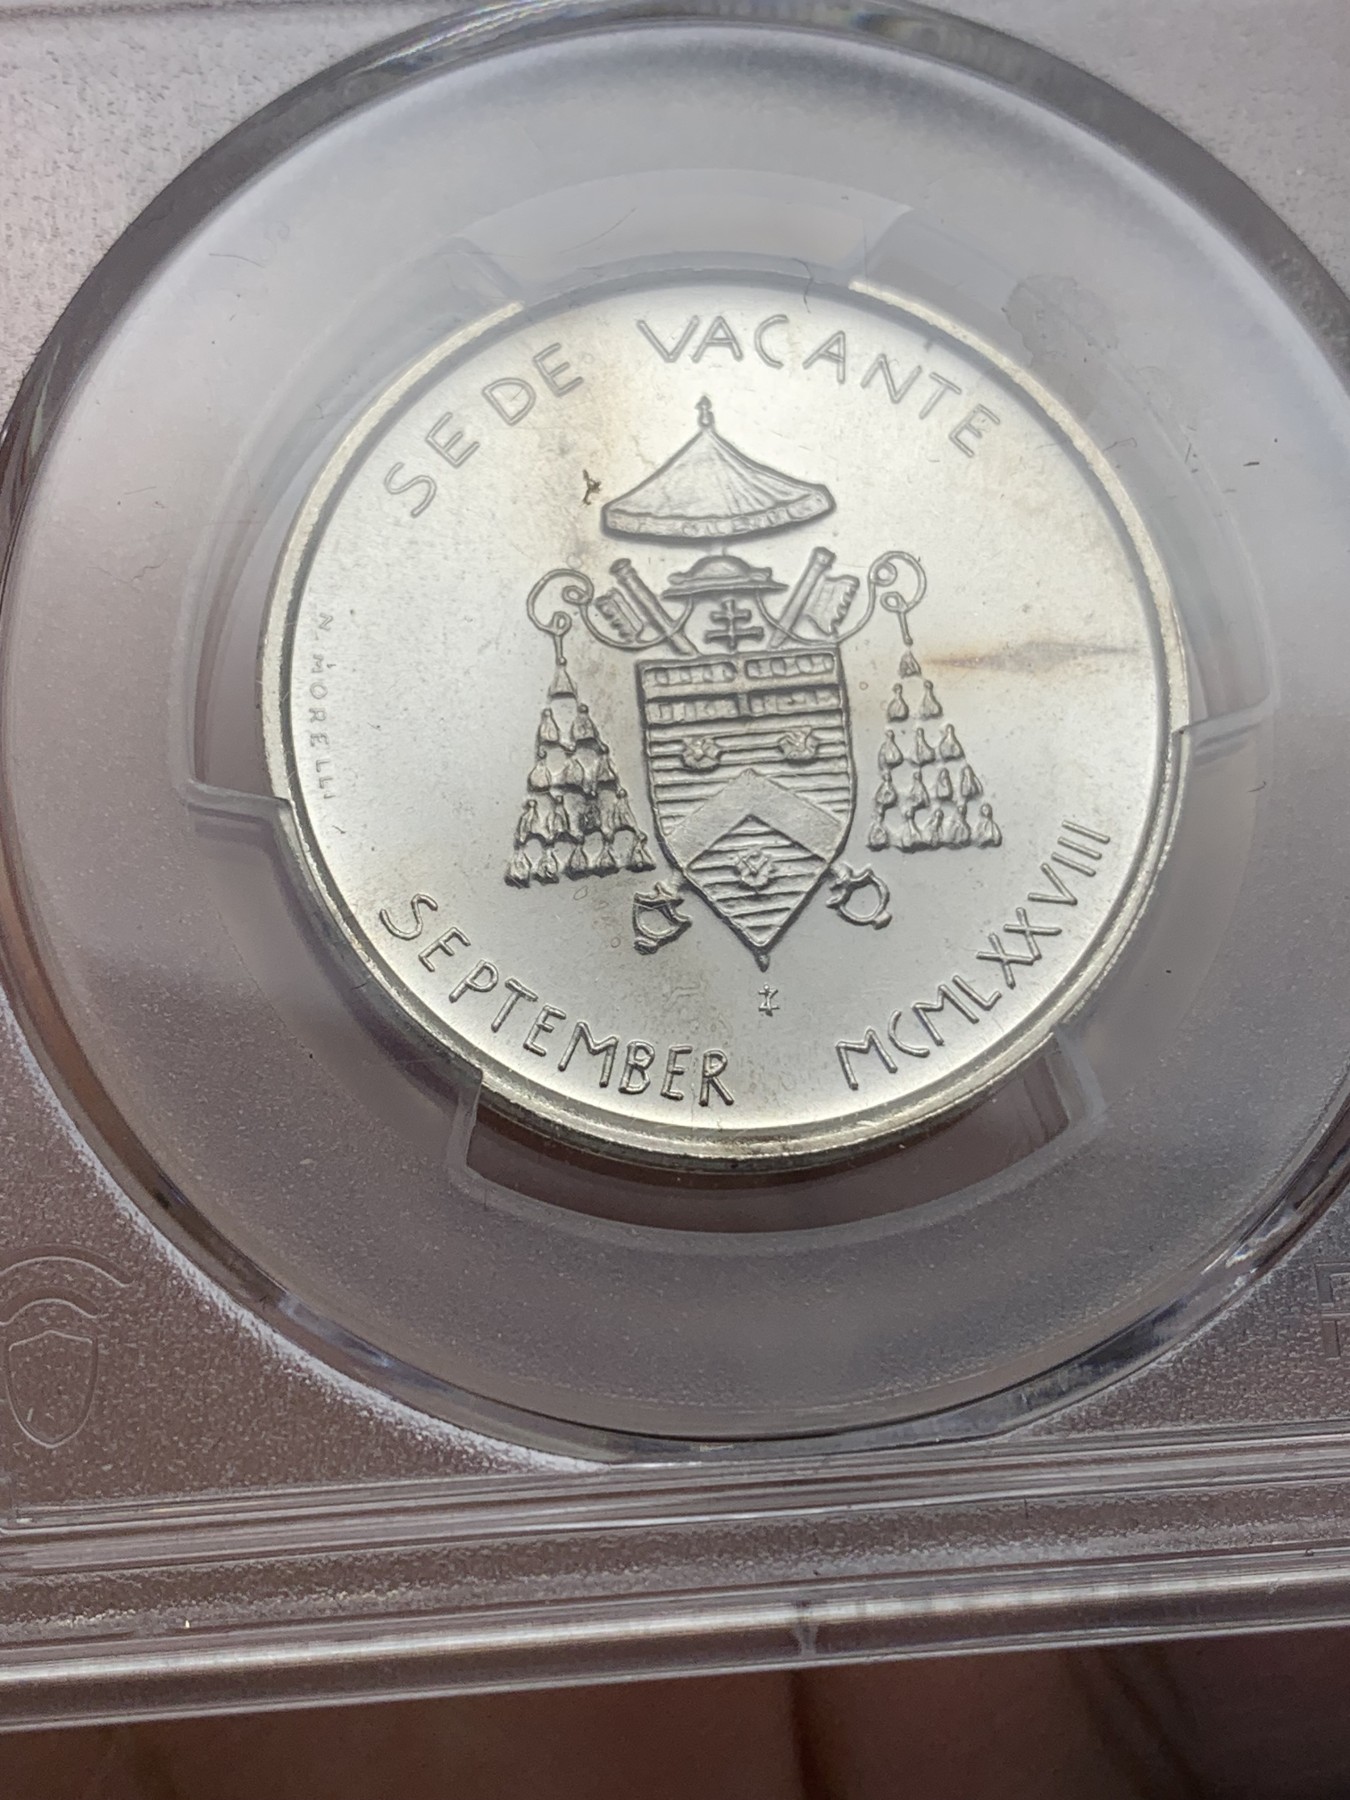 SEDE VACANTE
N. MORELLI
SEPTEMBER MCMLXXVIII